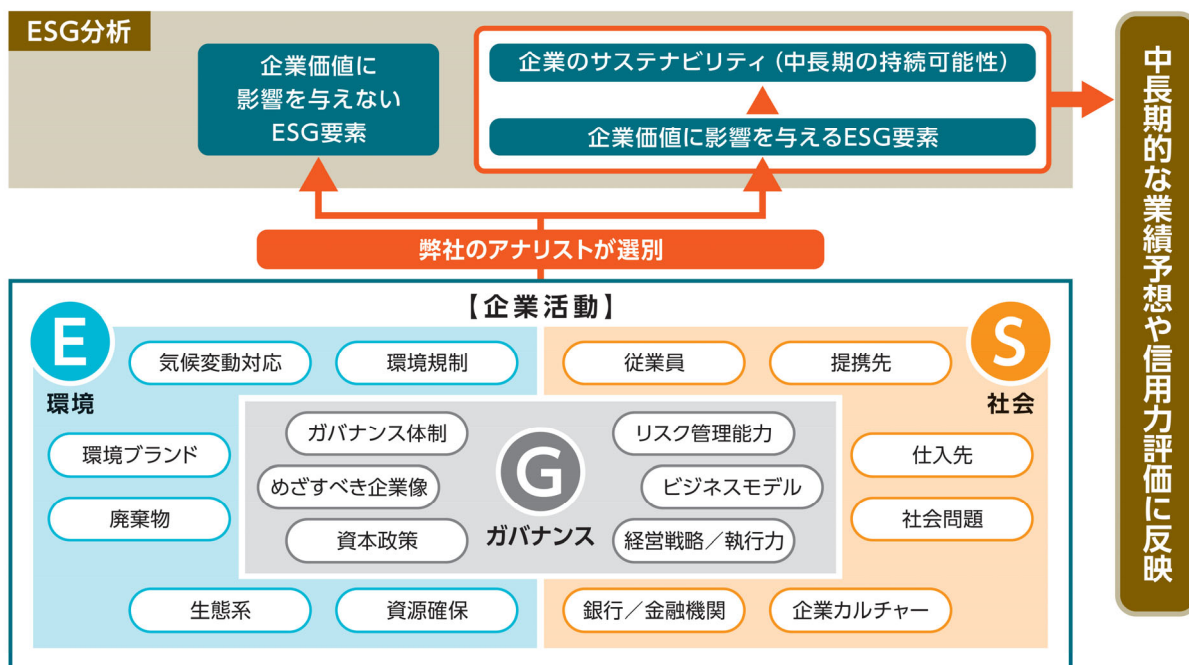 ESG分析
企業価値に
影響を与えない
ESG要素
企業のサステナビリティ（中長期の持続可能性）
企業価値に影響を与えるESG要素
中長期的な業績予想や信用力評価に反映
弊社のアナリストが選別
【企業活動】
E
環境
S
社会
気候変動対応
環境規制
従業員
提携先
環境ブランド
廃棄物
ガバナンス体制
めざすべき企業像
資本政策
G
ガバナンス
リスク管理能力
ビジネスモデル
経営戦略／執行力
仕入先
社会問題
生態系
資源確保
銀行／金融機関
企業カルチャー